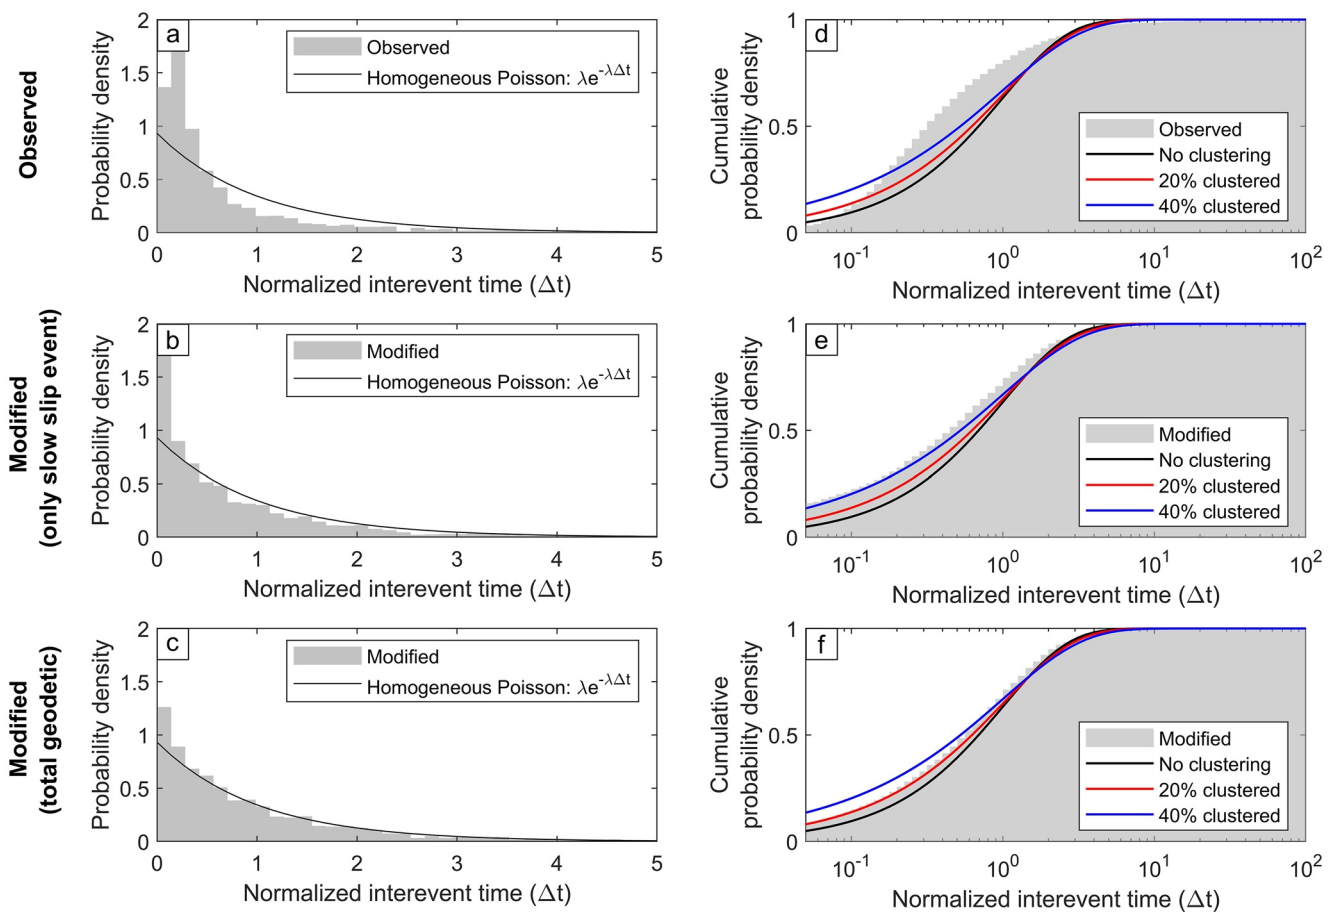 Observed
a
Probability density
2
1.5
1
0.5
0
Observed
Homogeneous Poisson: λe^-λΔt
0 1 2 3 4 5
Normalized interevent time (Δt)
d
Cumulative
probability density
1
0.5
0
Observed
No clustering
20% clustered
40% clustered
10^-1 10^0 10^1 10^2
Normalized interevent time (Δt)
Modified
(only slow slip event)
b
Probability density
2
1.5
1
0.5
0
Modified
Homogeneous Poisson: λe^-λΔt
0 1 2 3 4 5
Normalized interevent time (Δt)
e
Cumulative
probability density
1
0.5
0
Modified
No clustering
20% clustered
40% clustered
10^-1 10^0 10^1 10^2
Normalized interevent time (Δt)
Modified
(total geodetic)
c
Probability density
2
1.5
1
0.5
0
Modified
Homogeneous Poisson: λe^-λΔt
0 1 2 3 4 5
Normalized interevent time (Δt)
f
Cumulative
probability density
1
0.5
0
Modified
No clustering
20% clustered
40% clustered
10^-1 10^0 10^1 10^2
Normalized interevent time (Δt)